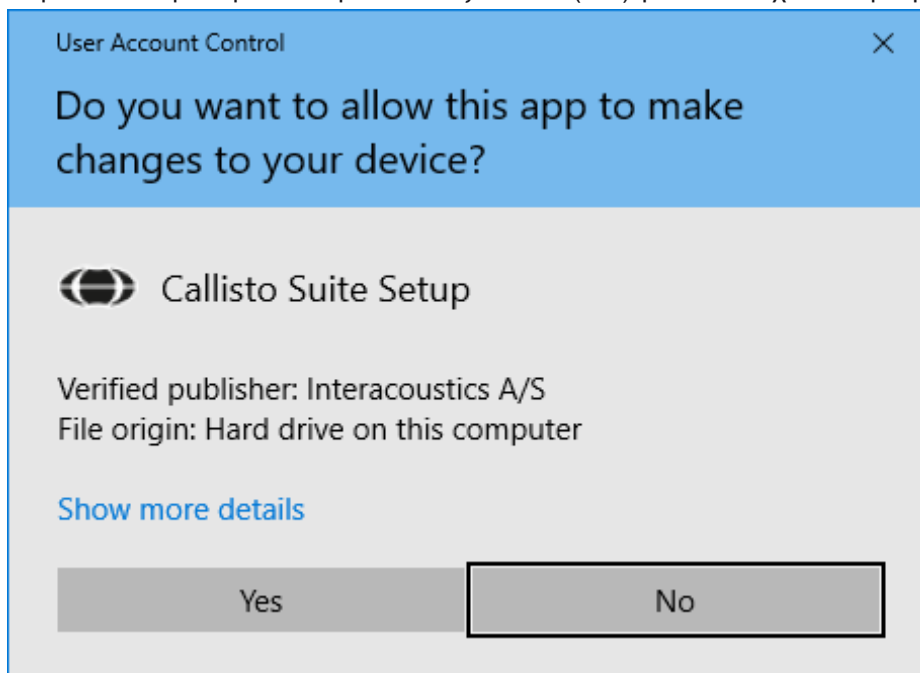 User Account Control
Do you want to allow this app to make
changes to your device?
Callisto Suite Setup
Verified publisher: Interacoustics A/S
File origin: Hard drive on this computer
Show more details
Yes
No